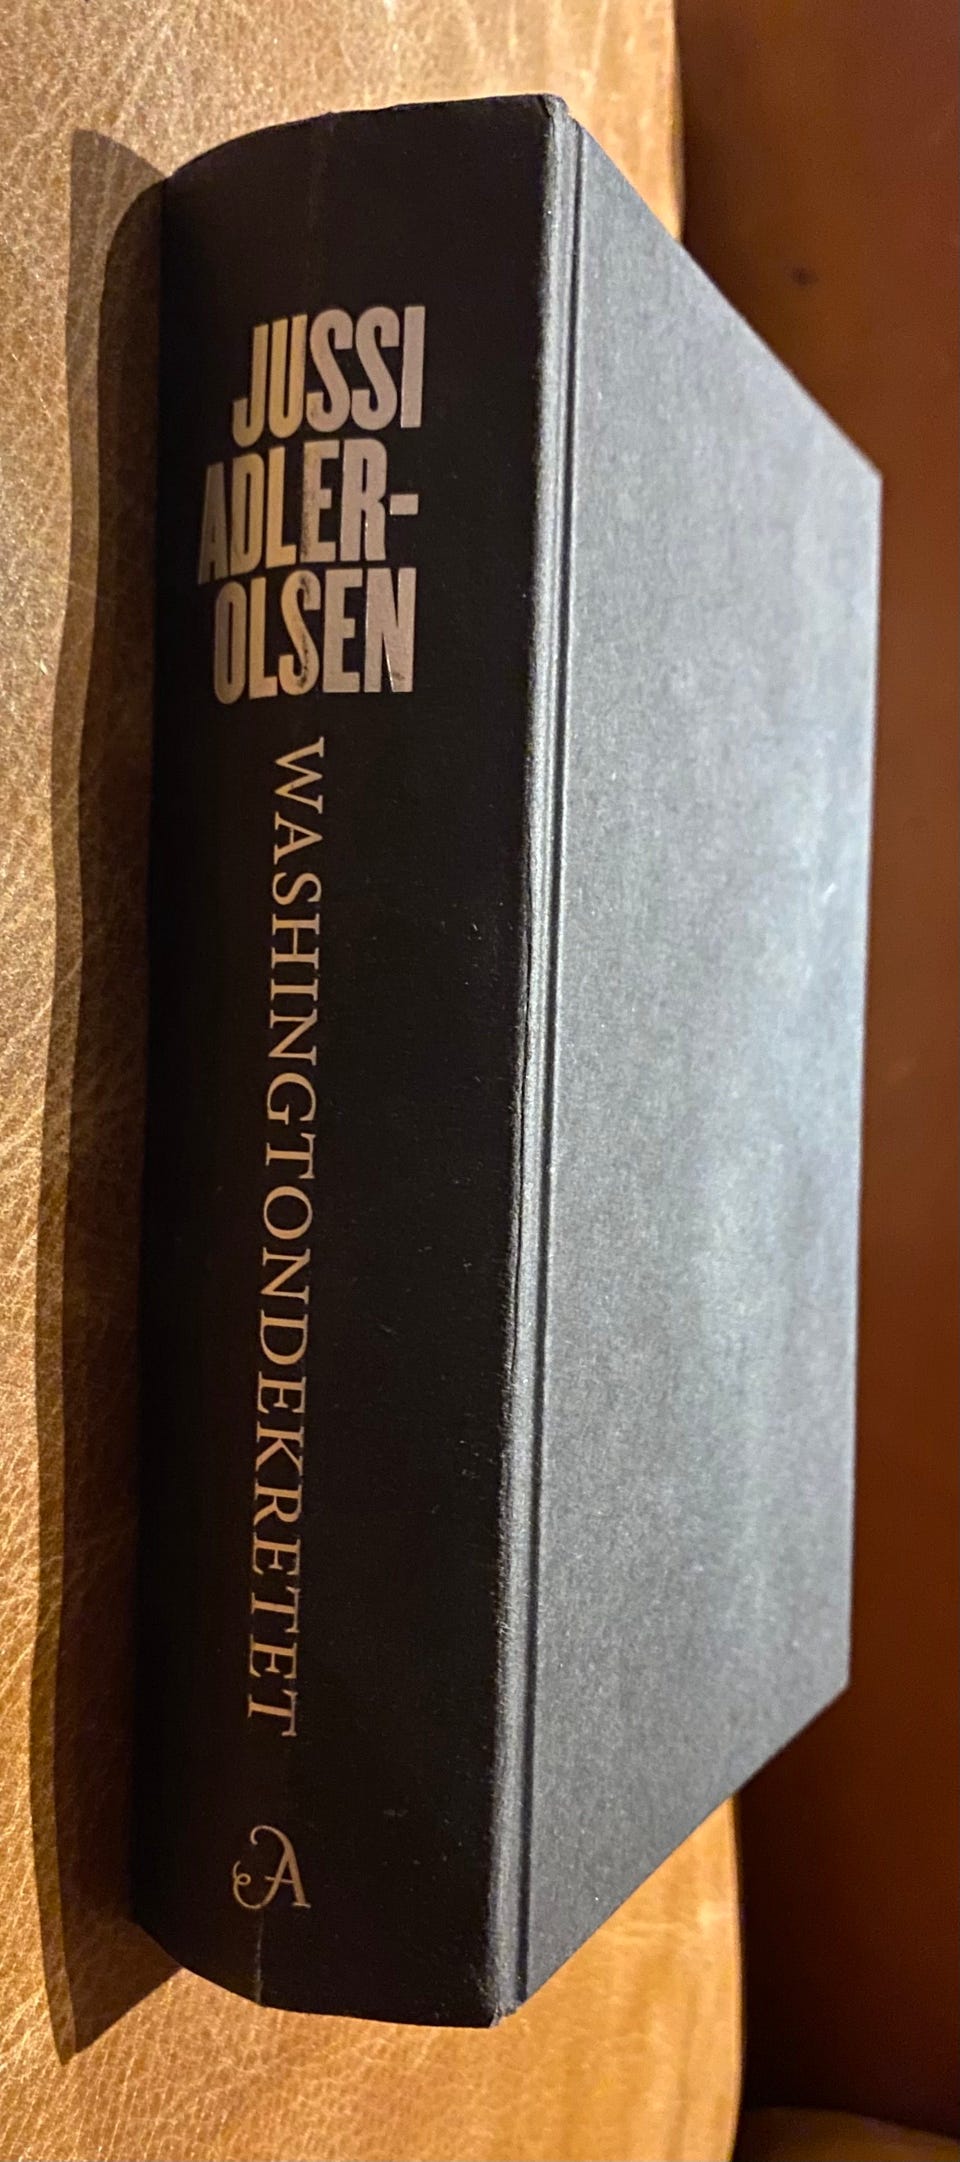 JUSSI
ADLER-
OLSEN
WASHINGTONDEKRETET
A